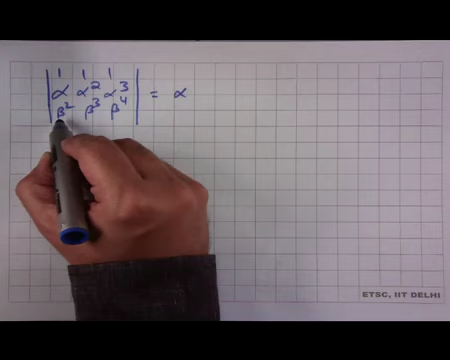 1 1 1
α α² α³ = α
β² β³ β⁴
ETSC, IIT DELHI